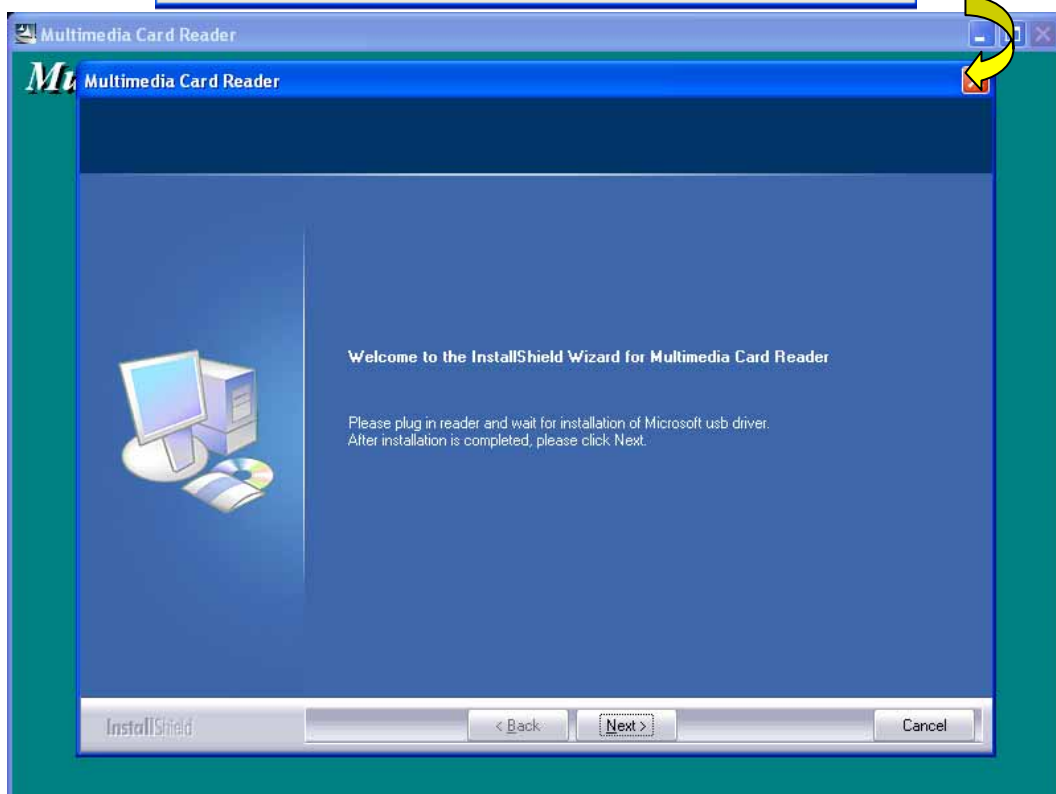 Multimedia Card Reader
Mu
Multimedia Card Reader
Welcome to the InstallShield Wizard for Multimedia Card Reader
Please plug in reader and wait for installation of Microsoft usb driver.
After installation is completed, please click Next.
InstallShield
< Back
Next >
Cancel